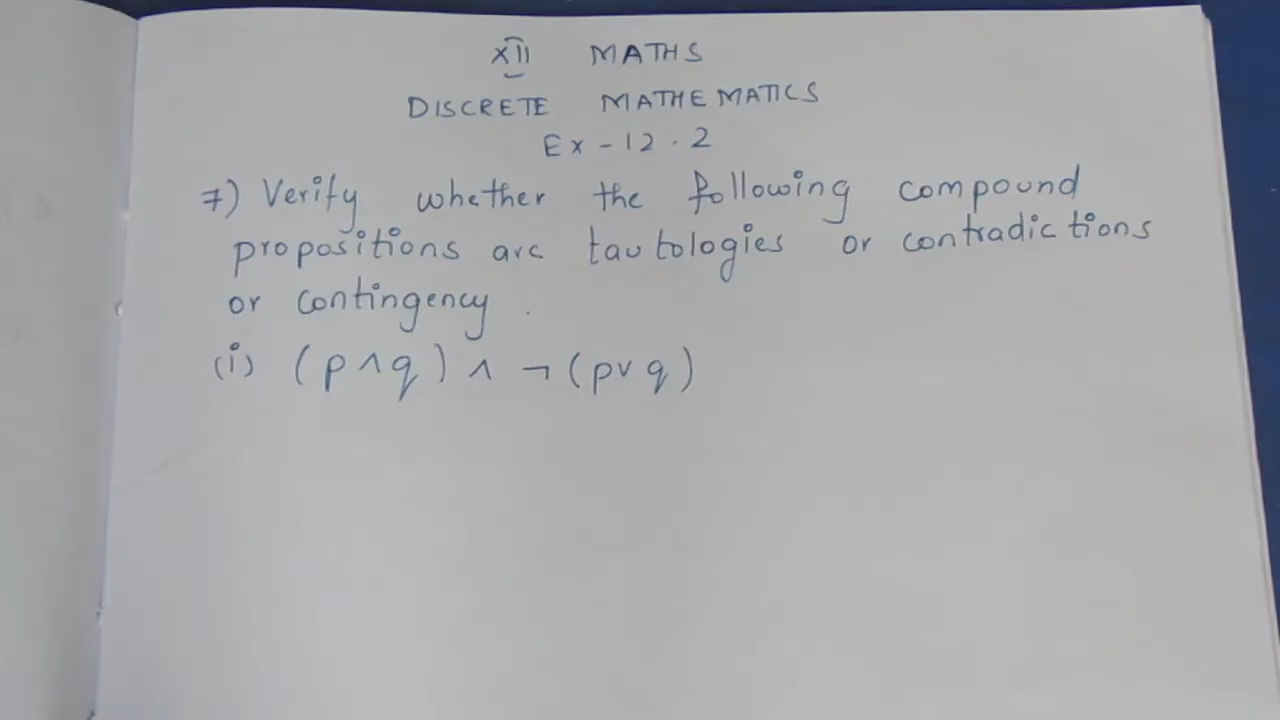 XII MATHS
DISCRETE MATHEMATICS
Ex - 12.2
7) Verify whether the following compound
propositions are tautologies or contradictions
or contingency.
(i) (p ∧ q) ∧ ¬ (p ∨ q)